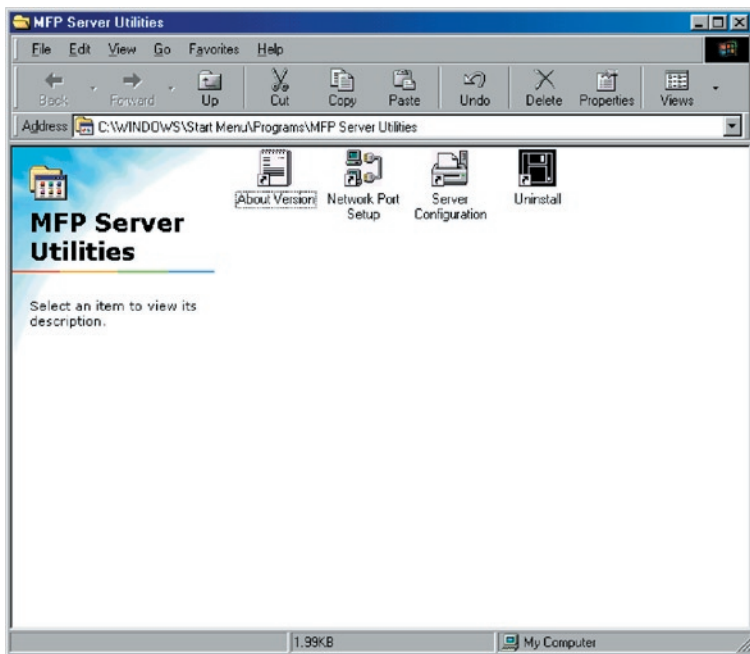 MFP Server Utilities
File Edit View Go Favorites Help
Back Forward Up Cut Copy Paste Undo Delete Properties Views
Address C:\WINDOWS\Start Menu\Programs\MFP Server Utilities
About Version
Network Port
Setup
Server
Configuration
Uninstall
MFP Server
Utilities
Select an item to view its
description.
1.99KB My Computer